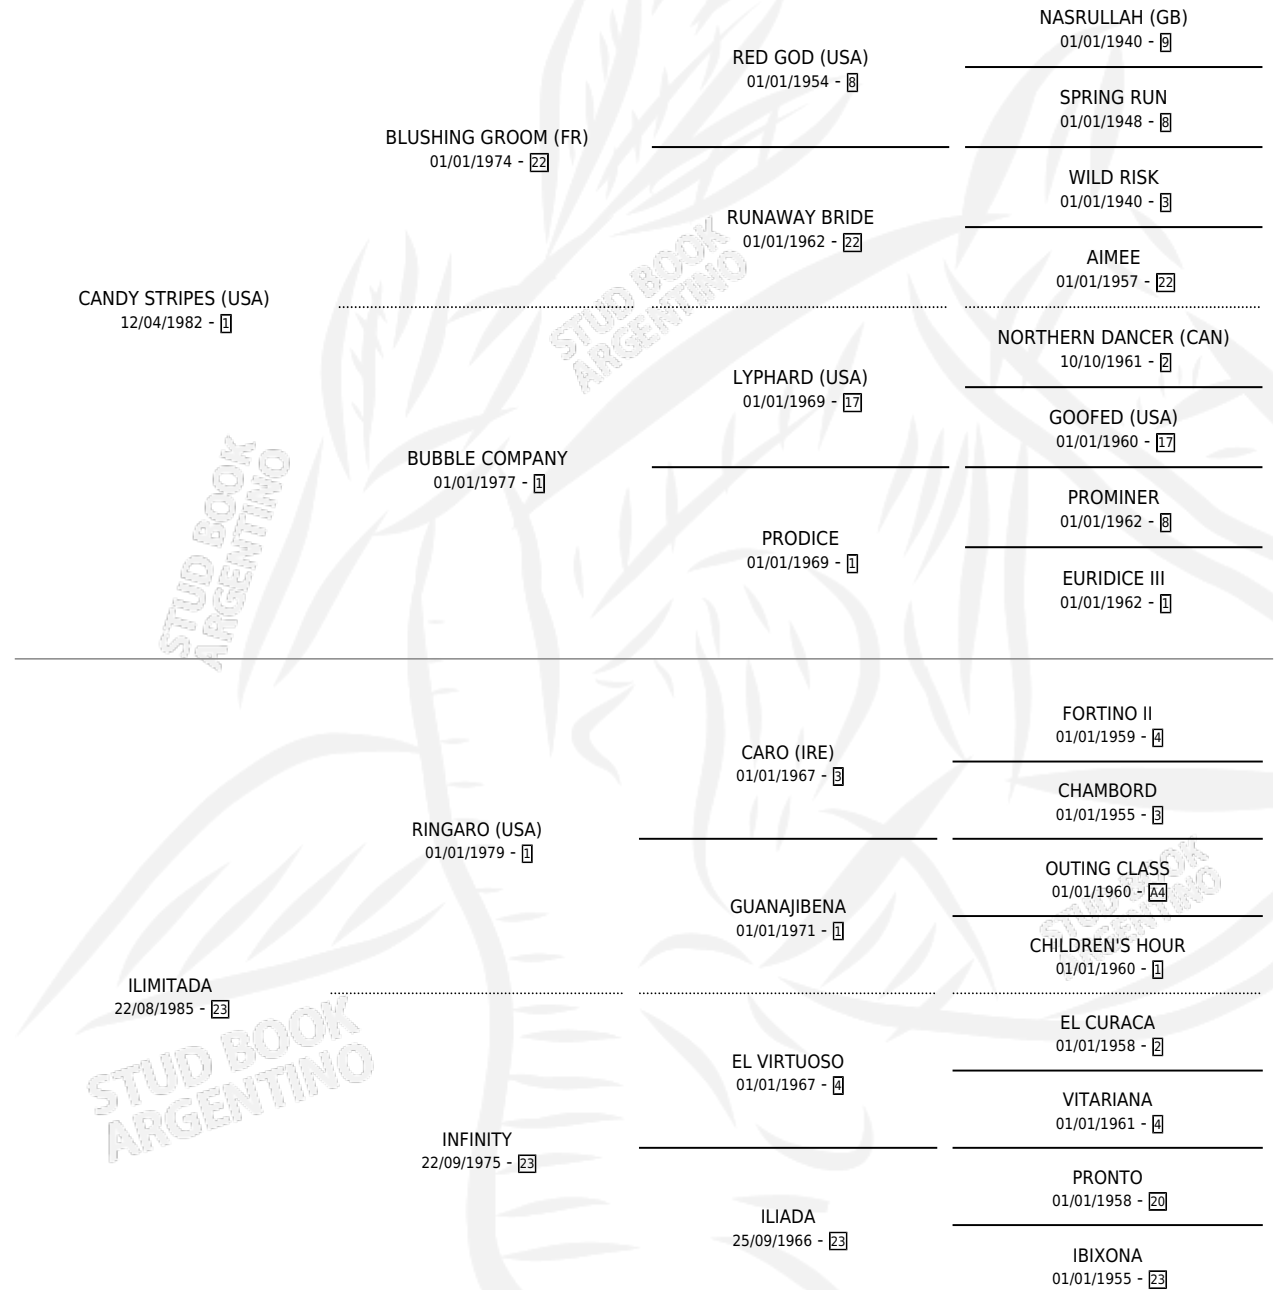 NASRULLAH (GB)
01/01/1940 - 9
RED GOD (USA)
01/01/1954 - 8
SPRING RUN
01/01/1948 - 8
BLUSHING GROOM (FR)
01/01/1974 - 22
WILD RISK
01/01/1940 - 3
RUNAWAY BRIDE
01/01/1962 - 22
AIMEE
01/01/1957 - 22
CANDY STRIPES (USA)
12/04/1982 - 1
NORTHERN DANCER (CAN)
10/10/1961 - 2
LYPHARD (USA)
01/01/1969 - 17
GOOFED (USA)
01/01/1960 - 17
BUBBLE COMPANY
01/01/1977 - 1
PROMINER
01/01/1962 - 8
PRODICE
01/01/1969 - 1
EURIDICE III
01/01/1962 - 1
STUD BOOK
ARGENTINO
STUD BOOK
ARGENTINO
FORTINO II
01/01/1959 - 4
CARO (IRE)
01/01/1967 - 3
CHAMBORD
01/01/1955 - 3
RINGARO (USA)
01/01/1979 - 1
OUTING CLASS
01/01/1960 - A4
GUANAJIBENA
01/01/1971 - 1
CHILDREN'S HOUR
01/01/1960 - 1
ILIMITADA
22/08/1985 - 23
EL CURACA
01/01/1958 - 2
EL VIRTUOSO
01/01/1967 - 4
VITARIANA
01/01/1961 - 4
INFINITY
22/09/1975 - 23
PRONTO
01/01/1958 - 20
ILIADA
25/09/1966 - 23
IBIXONA
01/01/1955 - 23
STUD BOOK
ARGENTINO
STUD BOOK
ARGENTINO